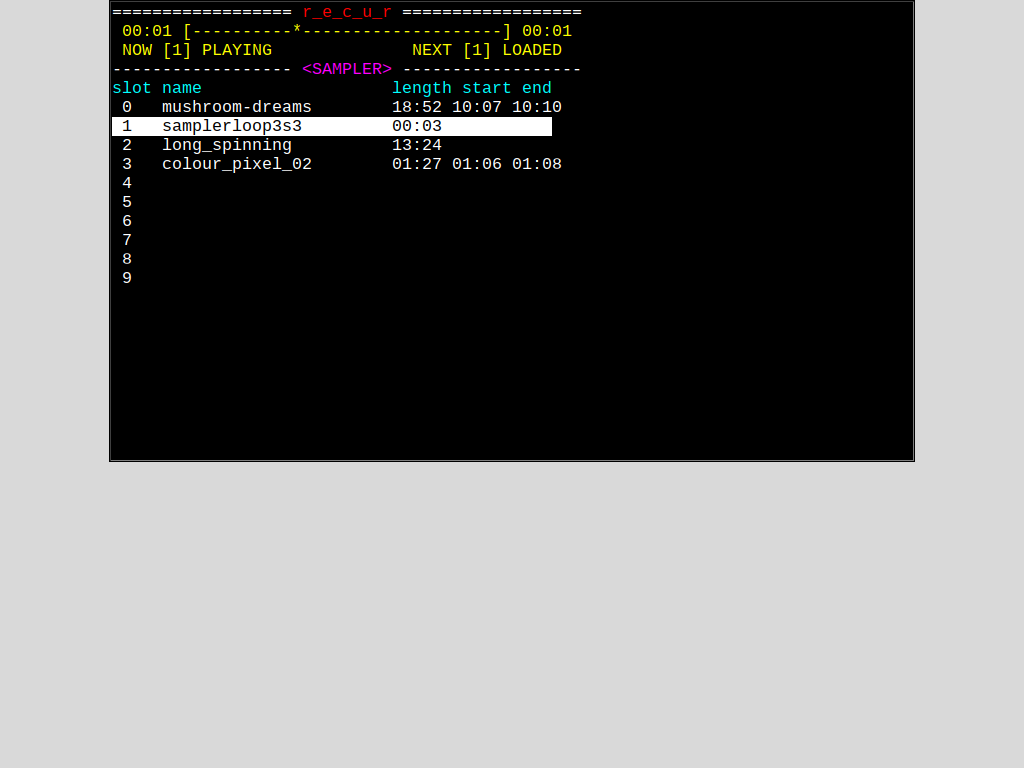 ================== r_e_c_u_r ==================
00:01 [----------*--------------------] 00:01
NOW [1] PLAYING NEXT [1] LOADED
------------------ <SAMPLER> ------------------
slot name length start end
0 mushroom-dreams 18:52 10:07 10:10
1 samplerloop3s3 00:03
2 long_spinning 13:24
3 colour_pixel_02 01:27 01:06 01:08
4
5
6
7
8
9